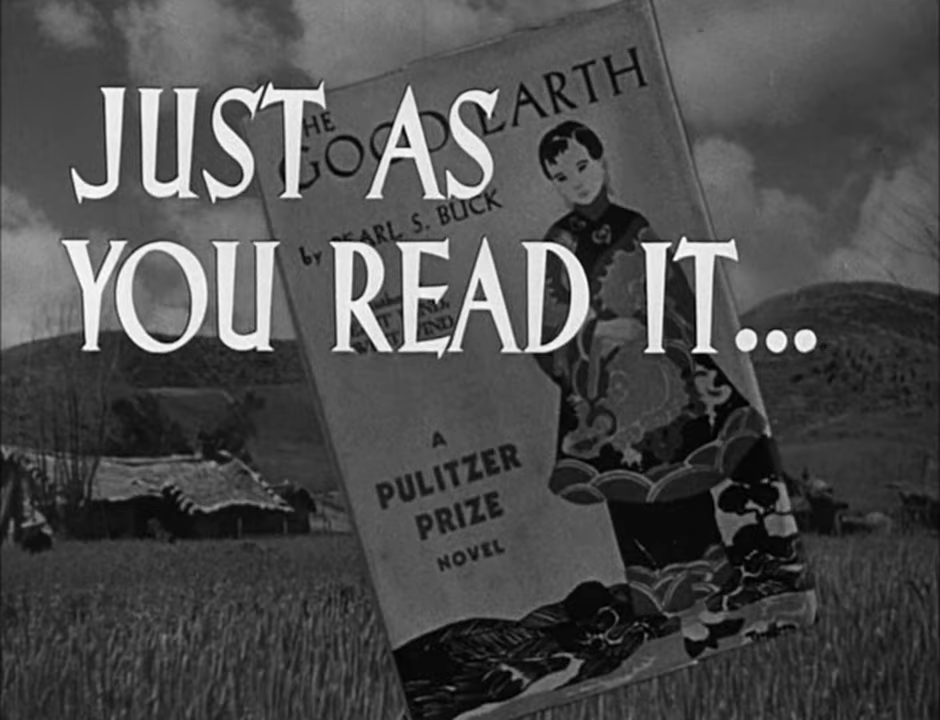 JUST AS
YOU READ IT...
THE
GOOD EARTH
by PEARL S. BUCK
A
PULITZER
PRIZE
NOVEL